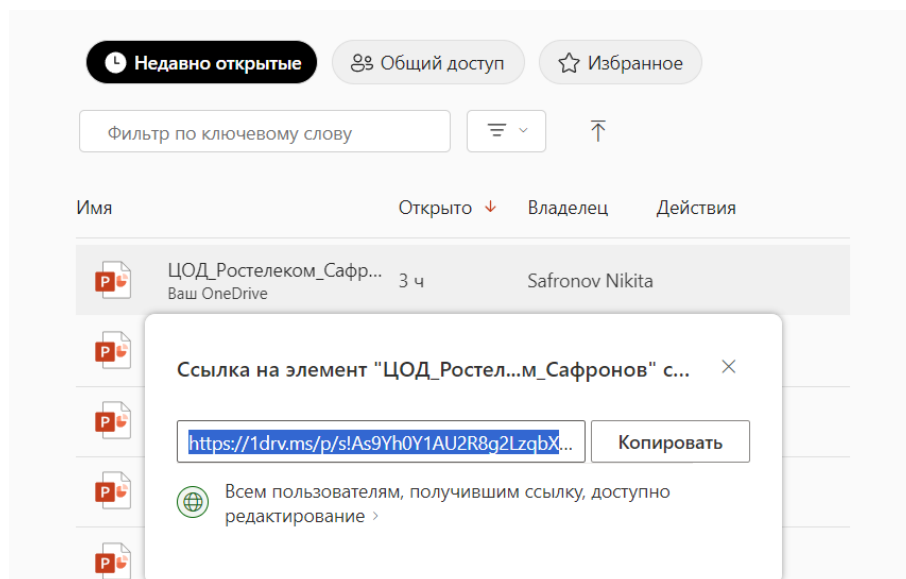 Недавно открытые
Общий доступ
Избранное
Фильтр по ключевому слову
Имя
Открыто
Владелец
Действия
ЦОД_Ростелеком_Сафр...
Ваш OneDrive
3 ч
Safronov Nikita
Ссылка на элемент "ЦОД_Ростел...м_Сафронов" с...
https://1drv.ms/p/s!As9Yh0Y1AU2R8g2LzqbX...
Копировать
Всем пользователям, получившим ссылку, доступно
редактирование